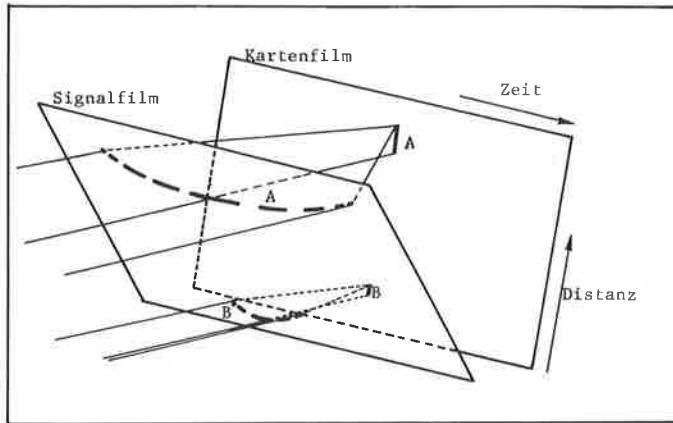 Kartenfilm
Zeit
Signalfilm
A
A
B
B
Distanz